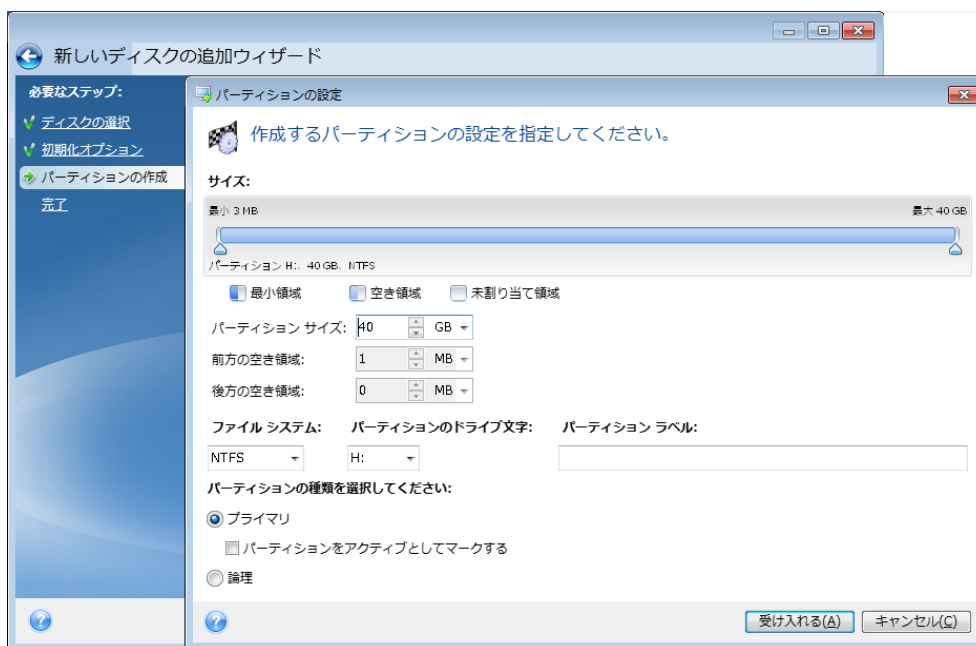 新しいディスクの追加ウィザード
必要なステップ:
ディスクの選択
初期化オプション
パーティションの作成
完了
パーティションの設定
作成するパーティションの設定を指定してください。
サイズ:
最小 3 MB 最大 40 GB
パーティション H:、40 GB、NTFS
最小領域 空き領域 未割り当て領域
パーティション サイズ: 40 GB
前方の空き領域: 1 MB
後方の空き領域: 0 MB
ファイル システム: パーティションのドライブ文字: パーティション ラベル:
NTFS H:
パーティションの種類を選択してください:
プライマリ
パーティションをアクティブとしてマークする
論理
受け入れる(A) キャンセル(C)